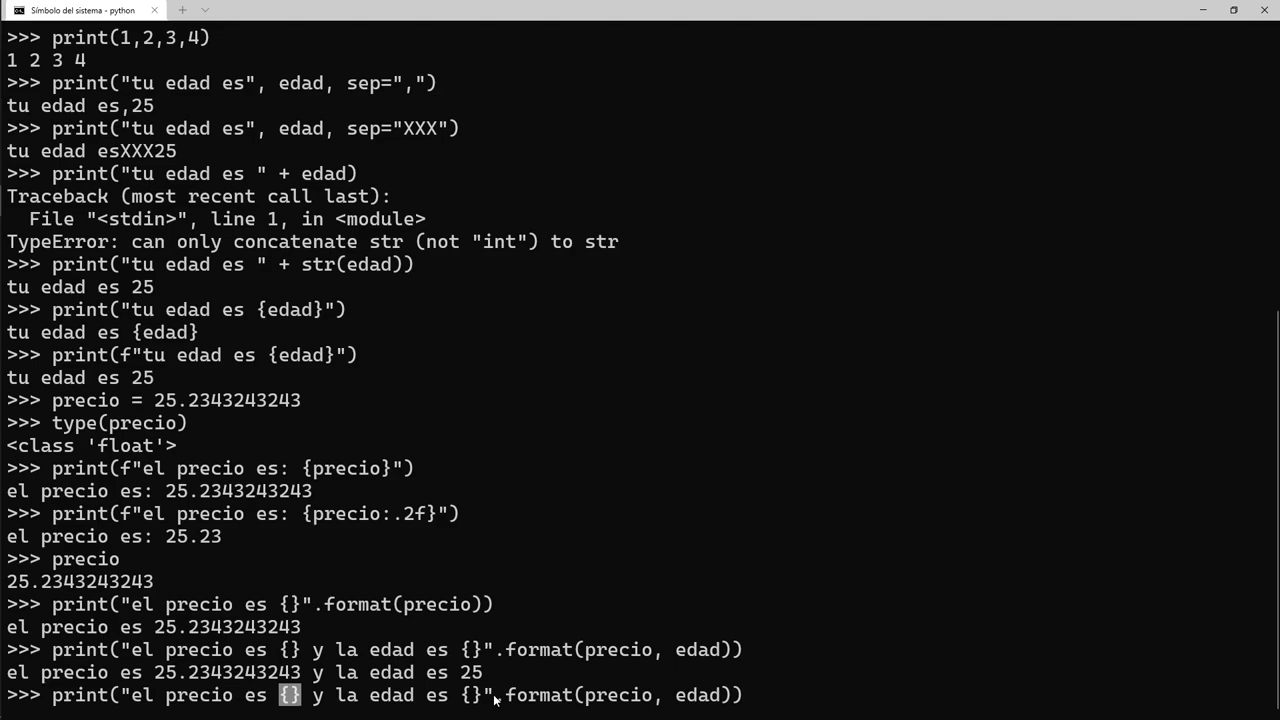 Símbolo del sistema - python
>>> print(1,2,3,4)
1 2 3 4
>>> print("tu edad es", edad, sep=",")
tu edad es,25
>>> print("tu edad es", edad, sep="XXX")
tu edad esXXX25
>>> print("tu edad es " + edad)
Traceback (most recent call last):
  File "<stdin>", line 1, in <module>
TypeError: can only concatenate str (not "int") to str
>>> print("tu edad es " + str(edad))
tu edad es 25
>>> print("tu edad es {edad}")
tu edad es {edad}
>>> print(f"tu edad es {edad}")
tu edad es 25
>>> precio = 25.2343243243
>>> type(precio)
<class 'float'>
>>> print(f"el precio es: {precio}")
el precio es: 25.2343243243
>>> print(f"el precio es: {precio:.2f}")
el precio es: 25.23
>>> precio
25.2343243243
>>> print("el precio es {}".format(precio))
el precio es 25.2343243243
>>> print("el precio es {} y la edad es {}".format(precio, edad))
el precio es 25.2343243243 y la edad es 25
>>> print("el precio es {} y la edad es {}".format(precio, edad))